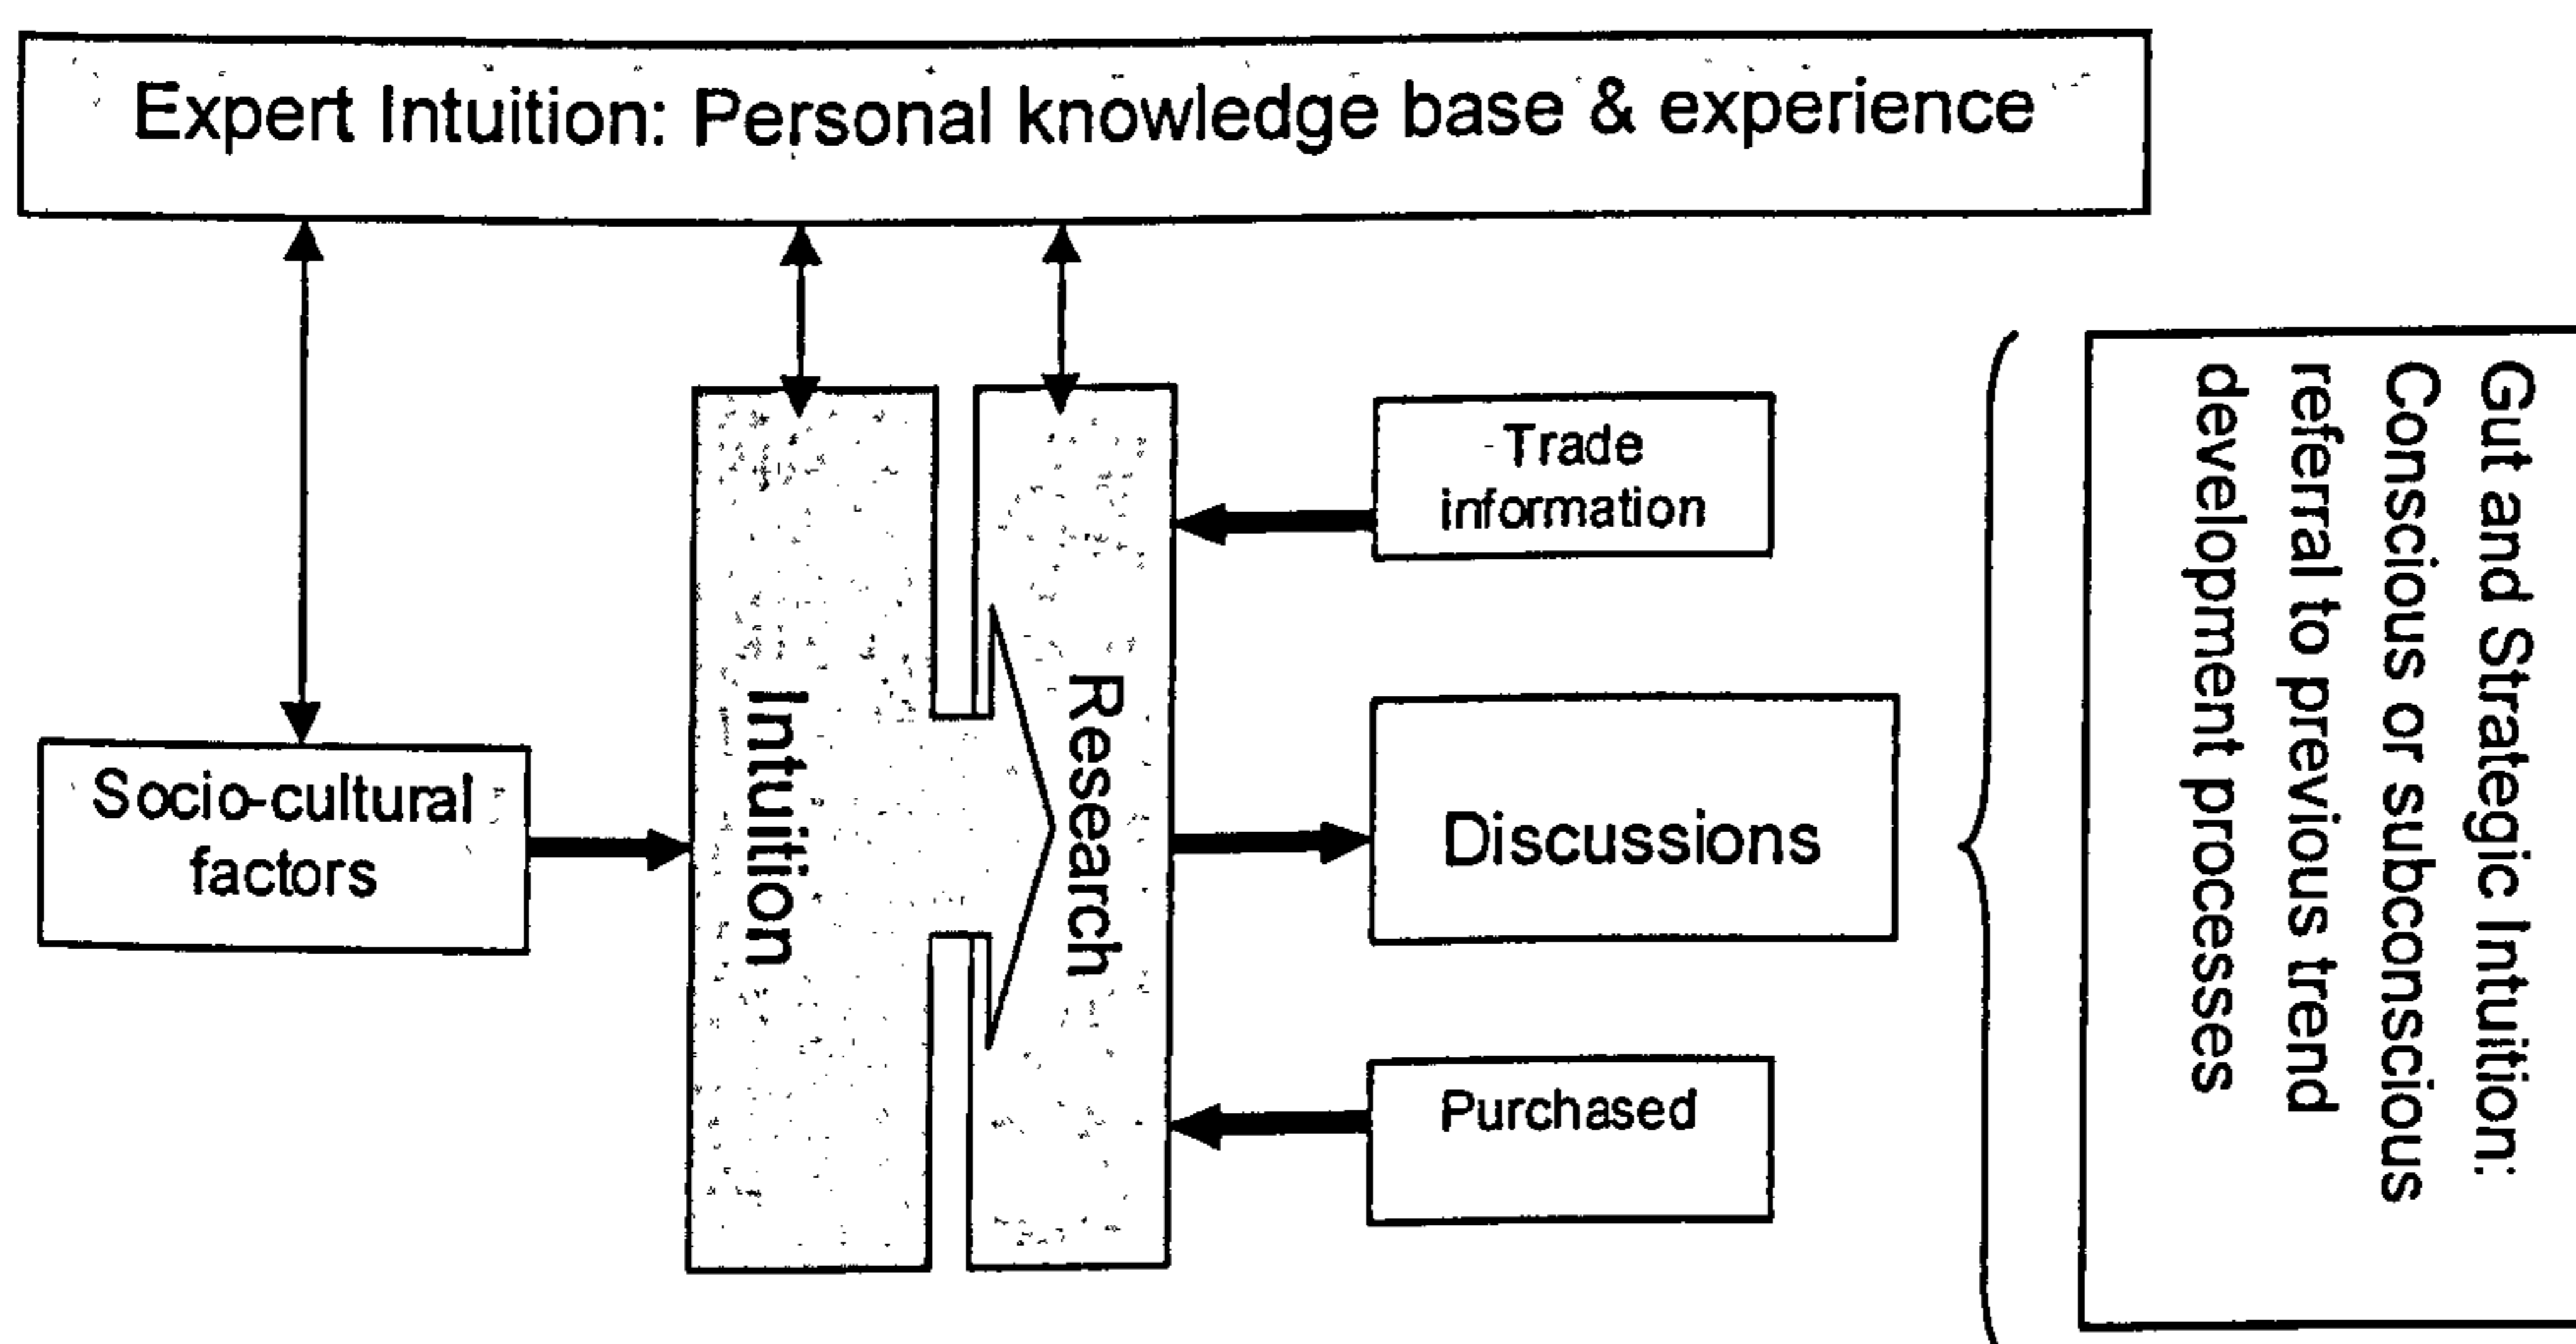 Expert Intuition: Personal knowledge base & experience
Socio-cultural
factors
Intuition
Research
Trade
information
Discussions
Purchased
Gut and Strategic Intuition:
Conscious or subconscious
referral to previous trend
development processes